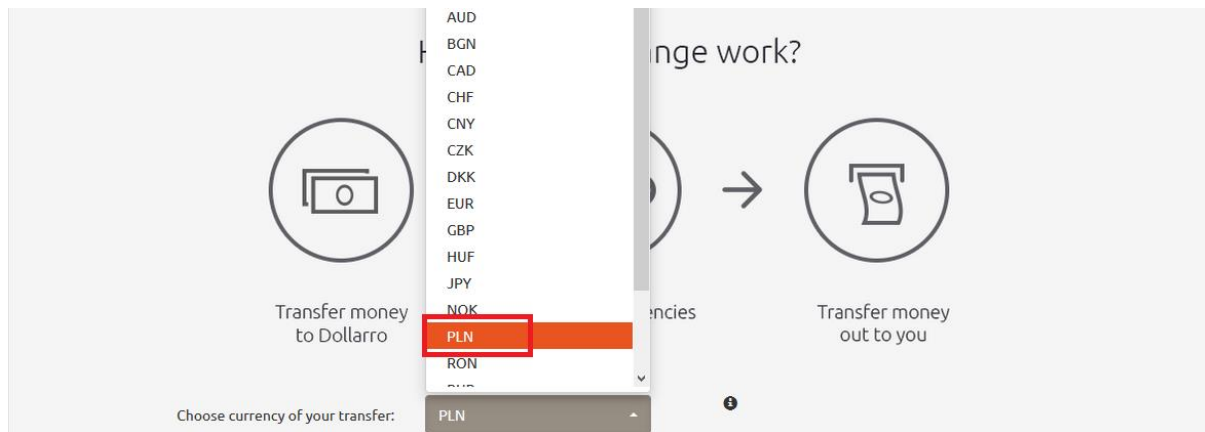 AUD
BGN
nge work?
CAD
CHF
CNY
CZK
DKK
EUR
GBP
HUF
JPY
NOK
Transfer money
to Dollarro
encies
Transfer money
out to you
PLN
RON
Choose currency of your transfer:
PLN